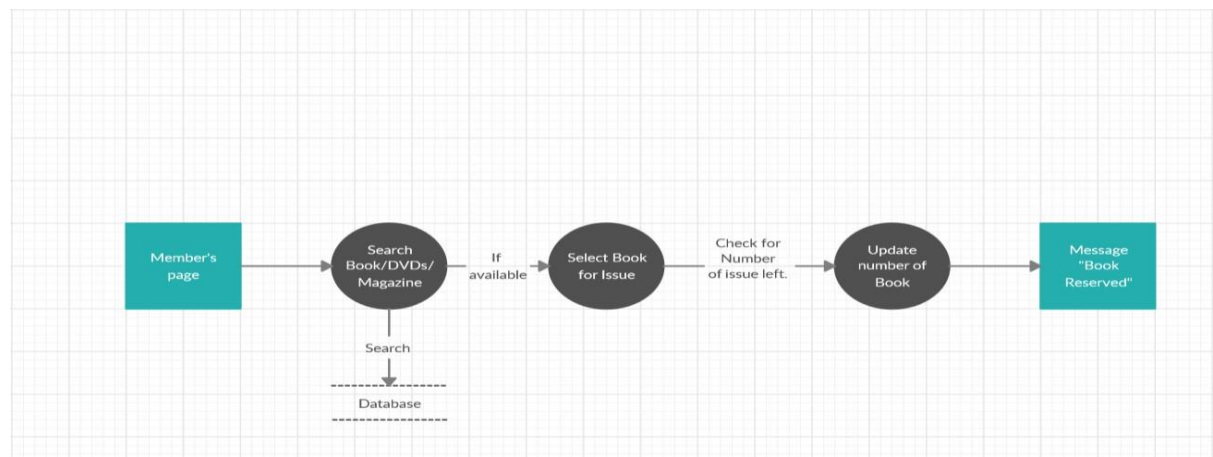 Member's
page
Search
Book/DVDs/
Magazine
If
available
Select Book
for Issue
Check for
Number
of issue left.
Update
number of
Book
Message
"Book
Reserved"
Search
Database